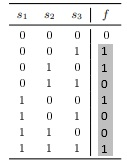 s1 s2 s3 f
0 0 0 0
0 0 1 1
0 1 0 1
0 1 1 0
1 0 0 1
1 0 1 0
1 1 0 0
1 1 1 1